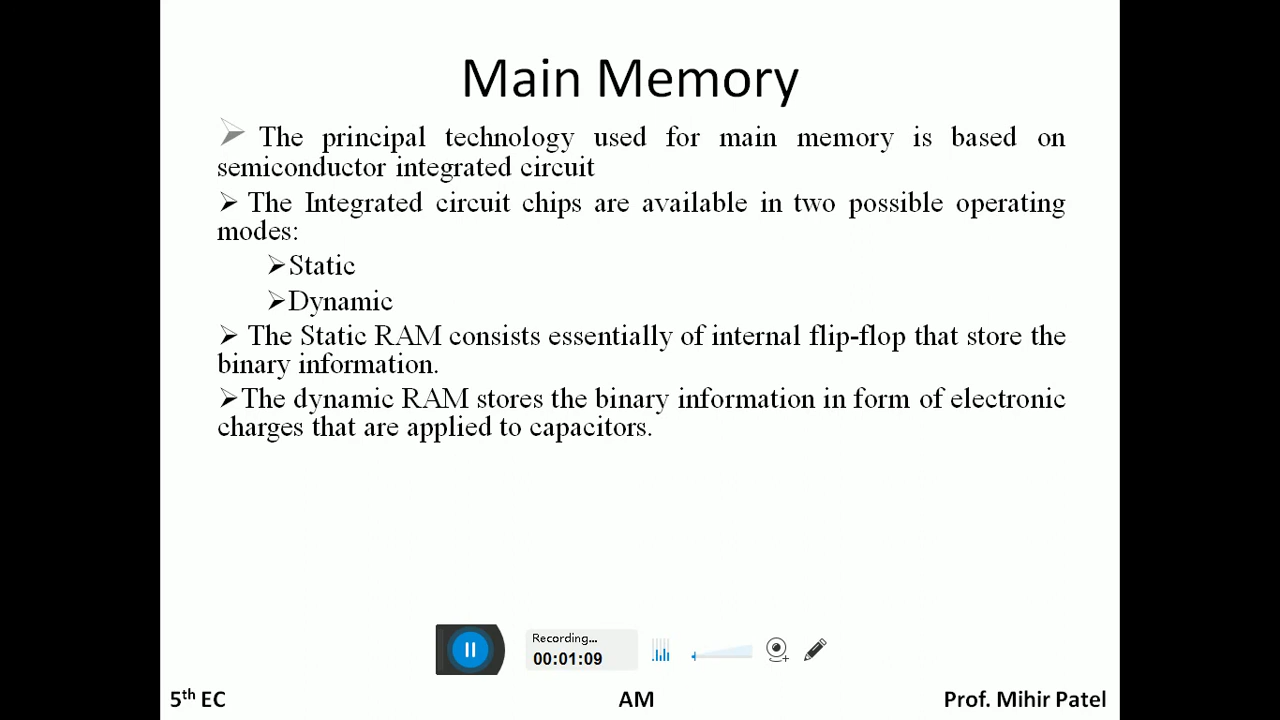 Main Memory
➢ The principal technology used for main memory is based on
semiconductor integrated circuit
➢ The Integrated circuit chips are available in two possible operating
modes:
➢Static
➢Dynamic
➢ The Static RAM consists essentially of internal flip-flop that store the
binary information.
➢The dynamic RAM stores the binary information in form of electronic
charges that are applied to capacitors.
Recording...
00:01:09
5th EC
AM
Prof. Mihir Patel